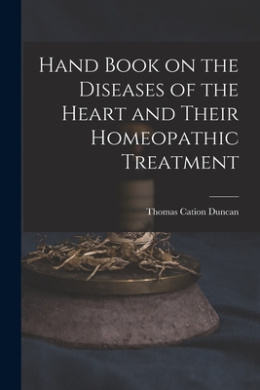 Hand Book on the
Diseases of the
Heart and Their
Homeopathic
Treatment
Thomas Cation Duncan